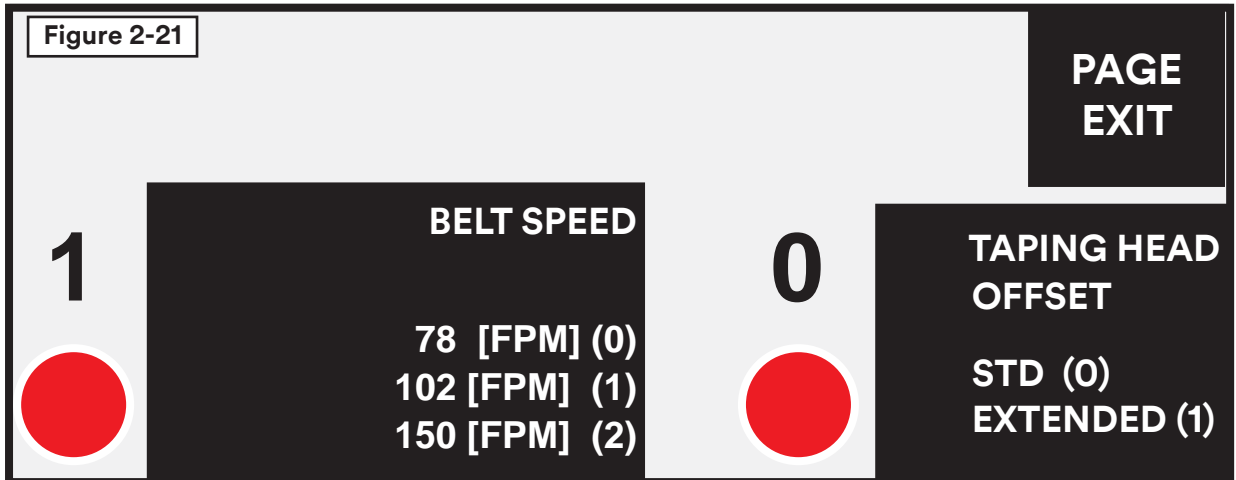 Figure 2-21
PAGE
EXIT
1
BELT SPEED
78 [FPM] (0)
102 [FPM] (1)
150 [FPM] (2)
0
TAPING HEAD
OFFSET
STD (0)
EXTENDED (1)